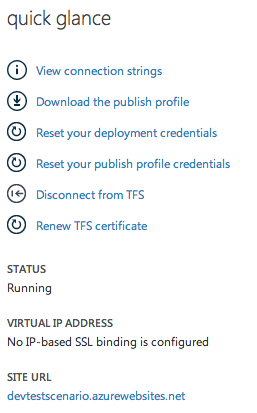 quick glance
View connection strings
Download the publish profile
Reset your deployment credentials
Reset your publish profile credentials
Disconnect from TFS
Renew TFS certificate
STATUS
Running
VIRTUAL IP ADDRESS
No IP-based SSL binding is configured
SITE URL
devtestscenario.azurewebsites.net